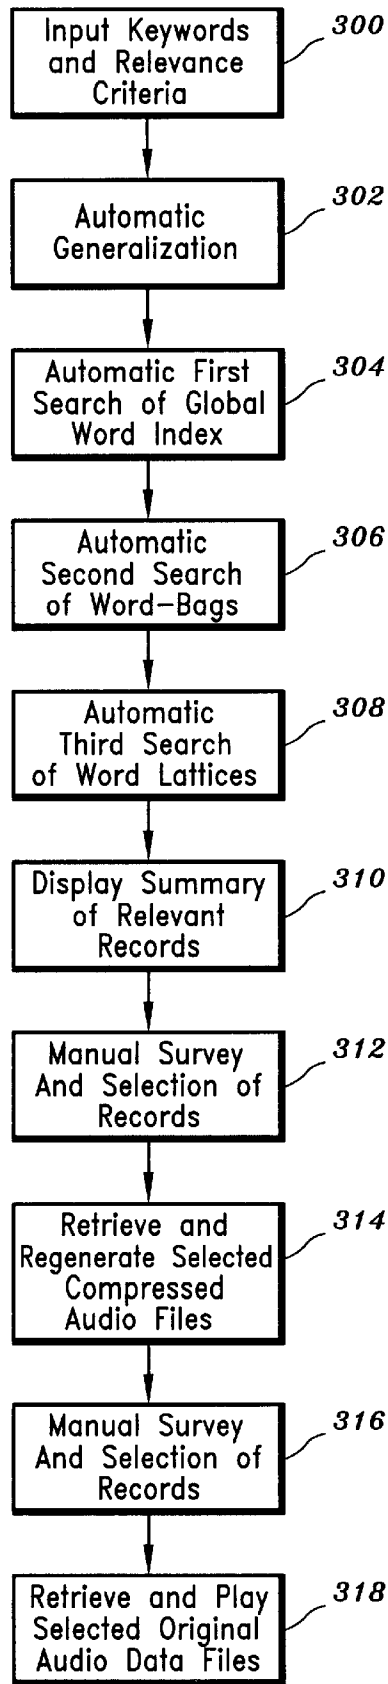 Input Keywords
and Relevance
Criteria
300
Automatic
Generalization
302
Automatic First
Search of Global
Word Index
304
Automatic
Second Search
of Word-Bags
306
Automatic
Third Search
of Word Lattices
308
Display Summary
of Relevant
Records
310
Manual Survey
And Selection of
Records
312
Retrieve and
Regenerate Selected
Compressed
Audio Files
314
Manual Survey
And Selection of
Records
316
Retrieve and Play
Selected Original
Audio Data Files
318